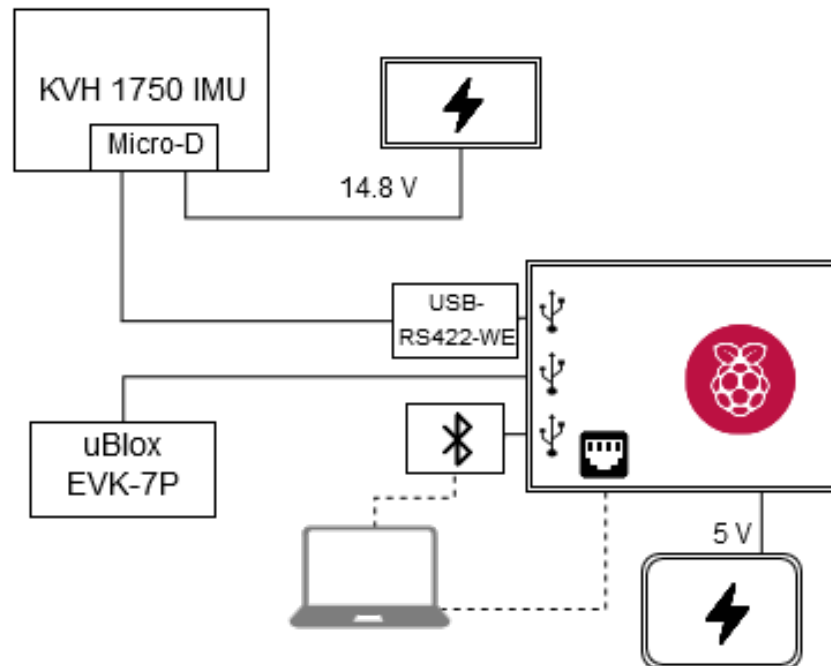 KVH 1750 IMU
Micro-D
14.8 V
USB-
RS422-WE
uBlox
EVK-7P
5 V